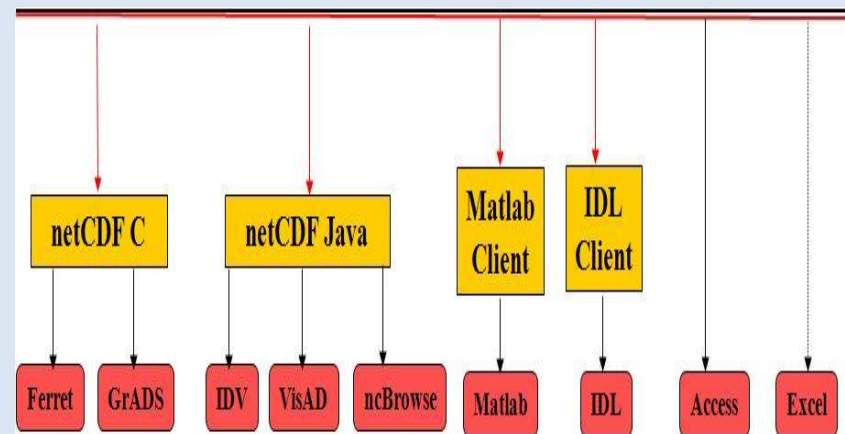 netCDF C
netCDF Java
Matlab
Client
IDL
Client
Ferret
GrADS
IDV
VisAD
ncBrowse
Matlab
IDL
Access
Excel